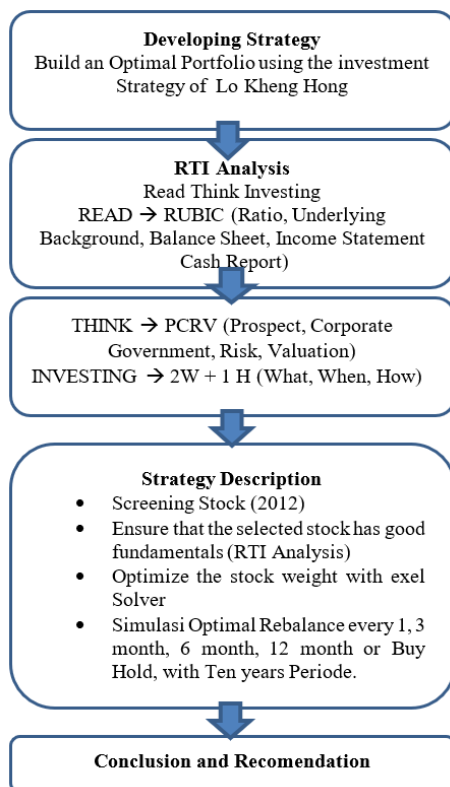 Developing Strategy
Build an Optimal Portfolio using the investment
Strategy of Lo Kheng Hong
RTI Analysis
Read Think Investing
READ → RUBIC (Ratio, Underlying
Background, Balance Sheet, Income Statement
Cash Report)
THINK → PCRV (Prospect, Corporate
Government, Risk, Valuation)
INVESTING → 2W + 1 H (What, When, How)
Strategy Description
• Screening Stock (2012)
• Ensure that the selected stock has good
fundamentals (RTI Analysis)
• Optimize the stock weight with exel
Solver
• Simulasi Optimal Rebalance every 1, 3
month, 6 month, 12 month or Buy
Hold, with Ten years Periode.
Conclusion and Recomendation